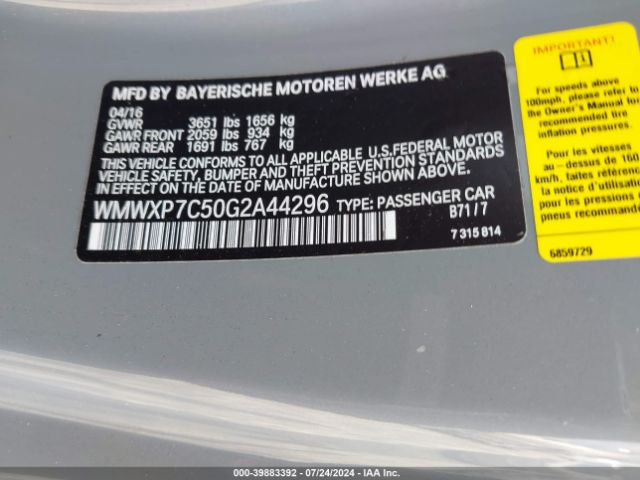 MFD BY BAYERISCHE MOTOREN WERKE AG
04/16
GVWR 3651 lbs 1656 kg
GAWR FRONT 2059 lbs 934 kg
GAWR REAR 1691 lbs 767 kg
THIS VEHICLE CONFORMS TO ALL APPLICABLE U.S.FEDERAL MOTOR
VEHICLE SAFETY, BUMPER, AND THEFT PREVENTION STANDARDS
IN EFFECT ON THE DATE OF MANUFACTURE SHOWN ABOVE.
WMWXP7C50G2A44296 TYPE: PASSENGER CAR
B71 / 7
7 315 814
IMPORTANT!
For speeds above
100mph, please refer to
the Owner's Manual for
recommended tire
inflation pressures.
Pour les vitesses
au-dessus de 160
km/h, faites référence
à la notice d'utilisation
pour les pressions de
6859729
000-39883392 / 07/24/2024 - IAA Inc.